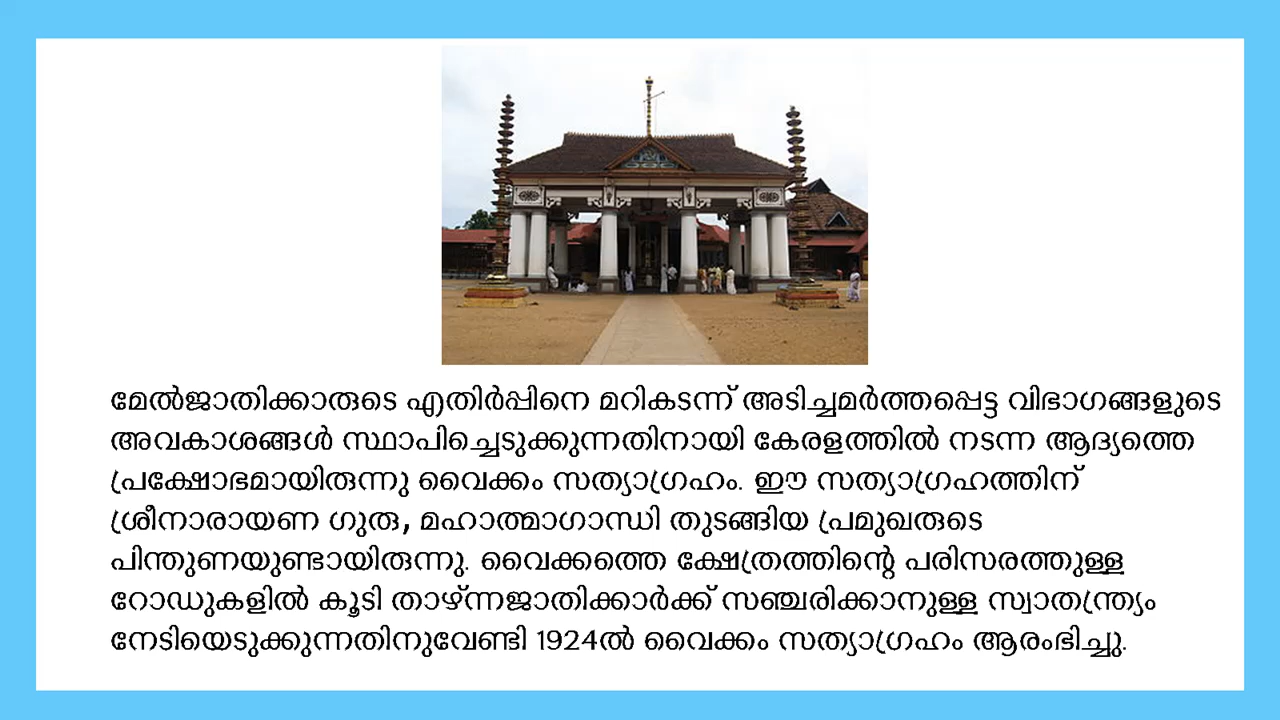 മേൽജാതിക്കാരുടെ എതിർപ്പിനെ മറികടന്ന് അടിച്ചമർത്തപ്പെട്ട വിഭാഗങ്ങളുടെ
അവകാശങ്ങൾ സ്ഥാപിച്ചെടുക്കുന്നതിനായി കേരളത്തിൽ നടന്ന ആദ്യത്തെ
പ്രക്ഷോഭമായിരുന്നു വൈക്കം സത്യാഗ്രഹം. ഈ സത്യാഗ്രഹത്തിന്
ശ്രീനാരായണ ഗുരു, മഹാത്മാഗാന്ധി തുടങ്ങിയ പ്രമുഖരുടെ
പിന്തുണയുണ്ടായിരുന്നു. വൈക്കത്തെ ക്ഷേത്രത്തിന്റെ പരിസരത്തുള്ള
റോഡുകളിൽ കൂടി താഴ്ന്നജാതിക്കാർക്ക് സഞ്ചരിക്കാനുള്ള സ്വാതന്ത്ര്യം
നേടിയെടുക്കുന്നതിനുവേണ്ടി 1924ൽ വൈക്കം സത്യാഗ്രഹം ആരംഭിച്ചു.